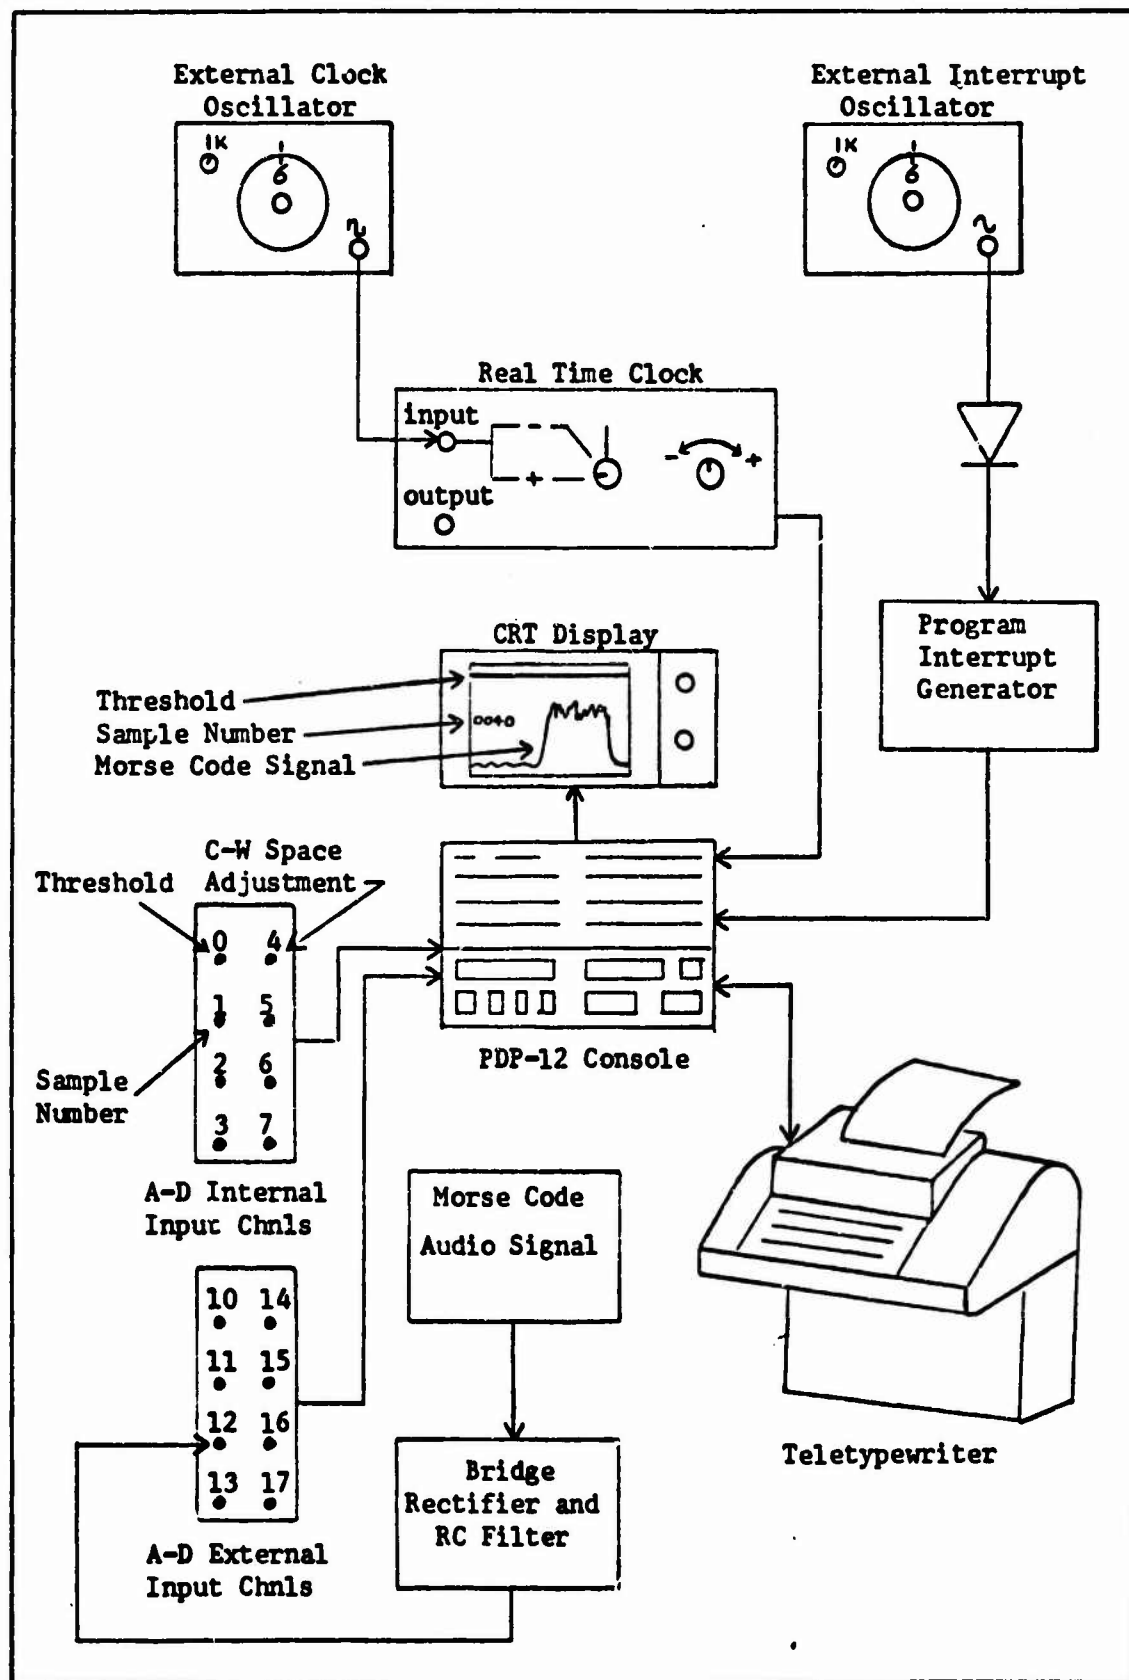 External Clock
Oscillator
1K
6
External Interrupt
Oscillator
1K
6
Real Time Clock
input
- +
+
output
CRT Display
Threshold
Sample Number
Morse Code Signal
0040
Program
Interrupt
Generator
C-W Space
Adjustment
Threshold
0 4
1 5
2 6
3 7
Sample
Number
PDP-12 Console
A-D Internal
Input Chnls
Morse Code
Audio Signal
10 14
11 15
12 16
13 17
Teletypewriter
Bridge
Rectifier and
RC Filter
A-D External
Input Chnls